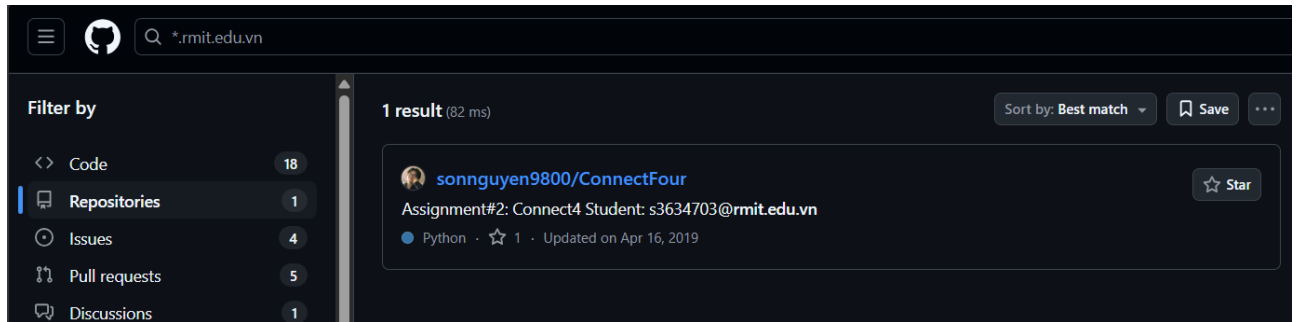 *.rmit.edu.vn
Filter by
Code 18
Repositories 1
Issues 4
Pull requests 5
Discussions 1
1 result (82 ms)
Sort by: Best match
Save
sonnguyen9800/ConnectFour
Star
Assignment#2: Connect4 Student: s3634703@rmit.edu.vn
Python · 1 · Updated on Apr 16, 2019